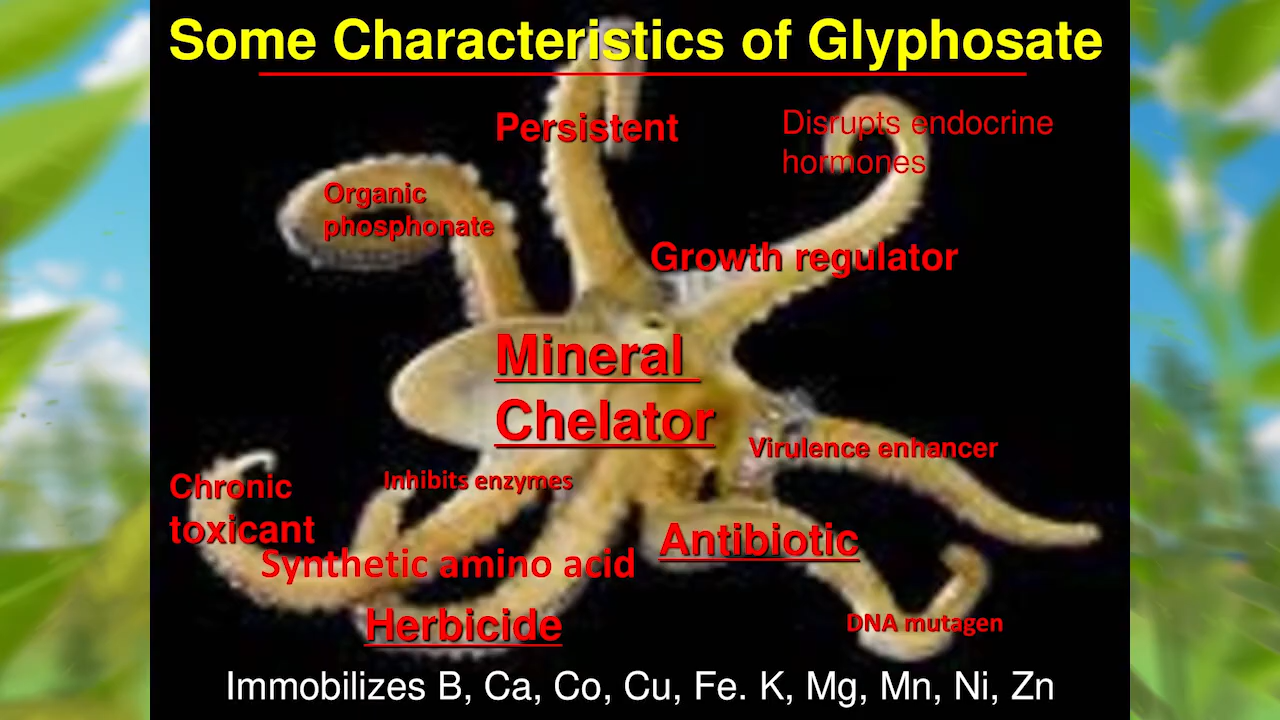 Some Characteristics of Glyphosate
Persistent
Disrupts endocrine
hormones
Organic
phosphonate
Growth regulator
Mineral
Chelator
Virulence enhancer
Inhibits enzymes
Chronic
toxicant
Antibiotic
Synthetic amino acid
Herbicide
DNA mutagen
Immobilizes B, Ca, Co, Cu, Fe. K, Mg, Mn, Ni, Zn